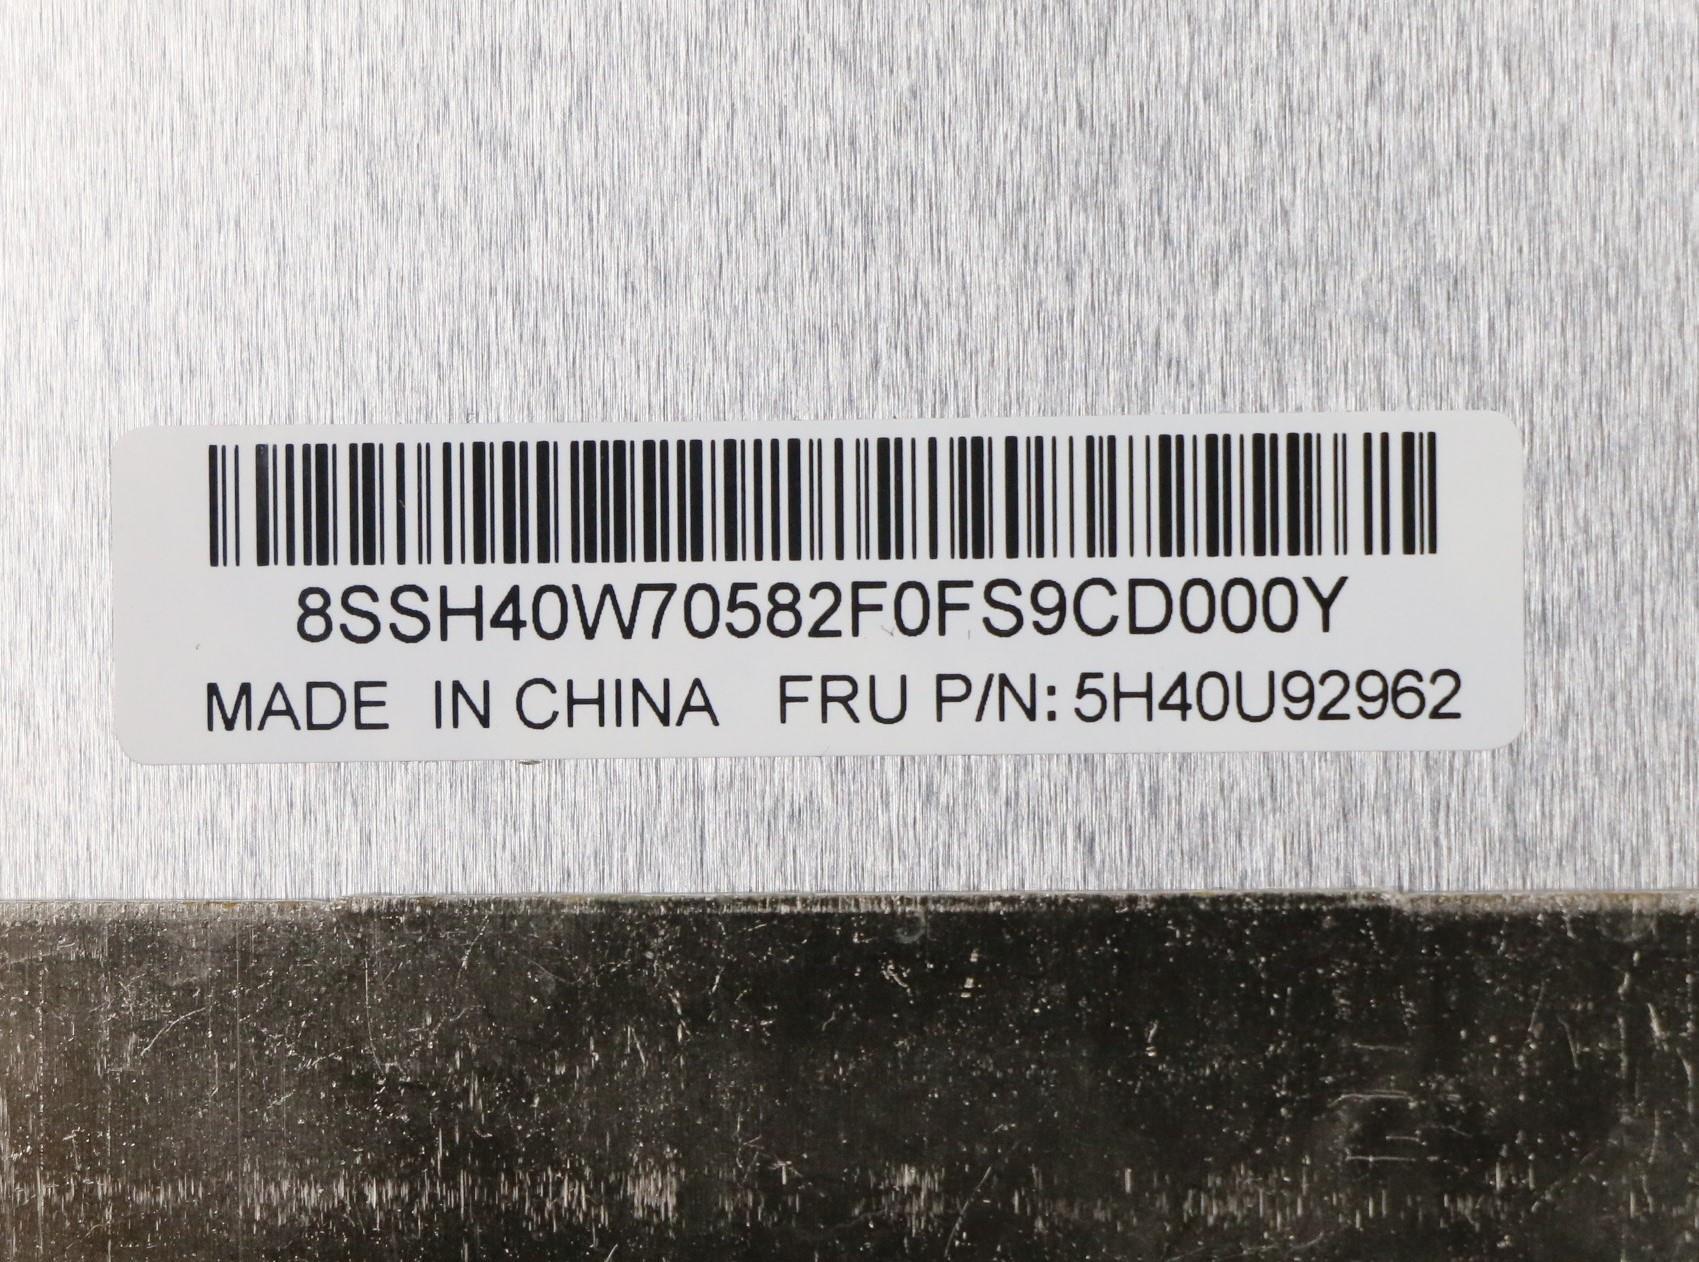 8SSH40W70582F0FS9CD000Y
MADE IN CHINA FRU P/N: 5H40U92962